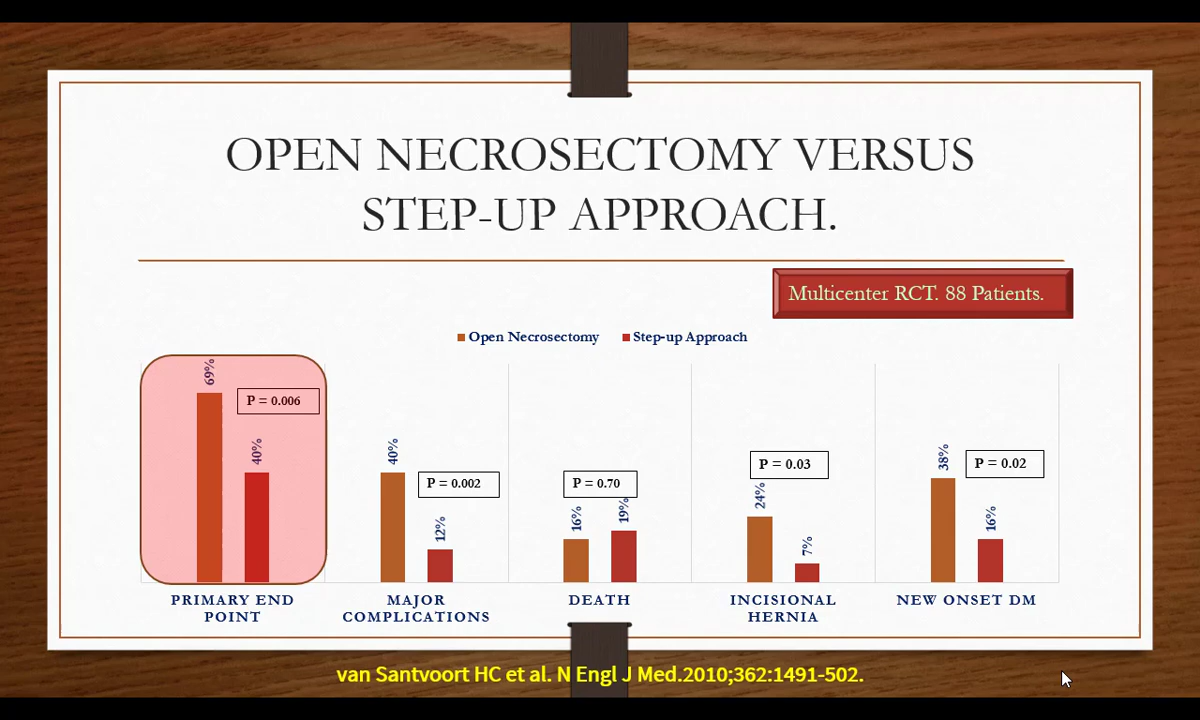 OPEN NECROSECTOMY VERSUS
STEP-UP APPROACH.
Multicenter RCT. 88 Patients.
Open Necrosectomy
Step-up Approach
69%
P = 0.006
40%
40%
P = 0.002
12%
P = 0.70
16%
19%
P = 0.03
24%
7%
38%
P = 0.02
16%
PRIMARY END
POINT
MAJOR
COMPLICATIONS
DEATH
INCISIONAL
HERNIA
NEW ONSET DM
van Santvoort HC et al. N Engl J Med.2010;362:1491-502.